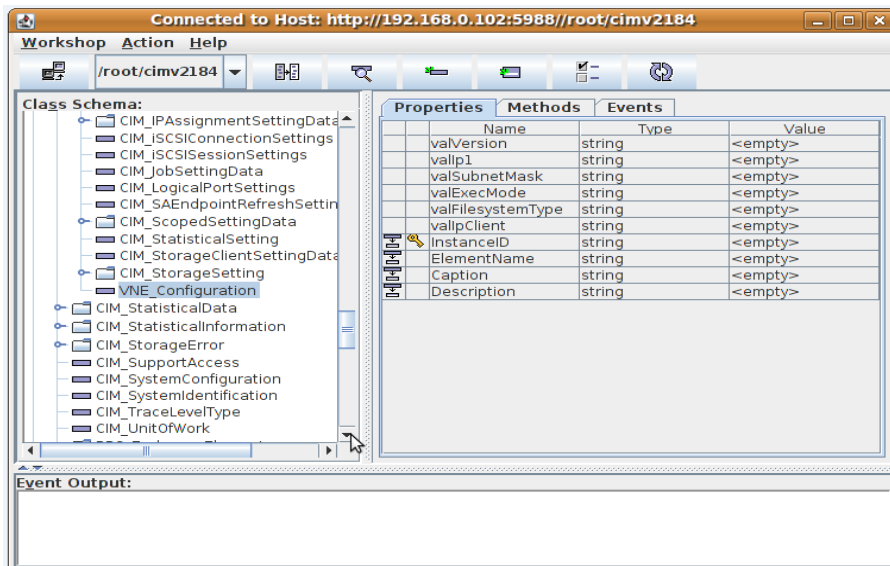 Connected to Host: http://192.168.0.102:5988//root/cimv2184
Workshop Action Help
/root/cimv2184
Class Schema:
CIM_IPAssignmentSettingData
CIM_iSCSIConnectionSettings
CIM_iSCSISessionSettings
CIM_JobSettingData
CIM_LogicalPortSettings
CIM_SAEndpointRefreshSettin
CIM_ScopedSettingData
CIM_StatisticalSetting
CIM_StorageClientSettingData
CIM_StorageSetting
VNE_Configuration
CIM_StatisticalData
CIM_StatisticalInformation
CIM_StorageError
CIM_SupportAccess
CIM_SystemConfiguration
CIM_SystemIdentification
CIM_TraceLevelType
CIM_UnitOfWork
Properties Methods Events
Name Type Value
valVersion string <empty>
valIp1 string <empty>
valSubnetMask string <empty>
valExecMode string <empty>
valFilesystemType string <empty>
valIpClient string <empty>
InstanceID string <empty>
ElementName string <empty>
Caption string <empty>
Description string <empty>
Event Output: